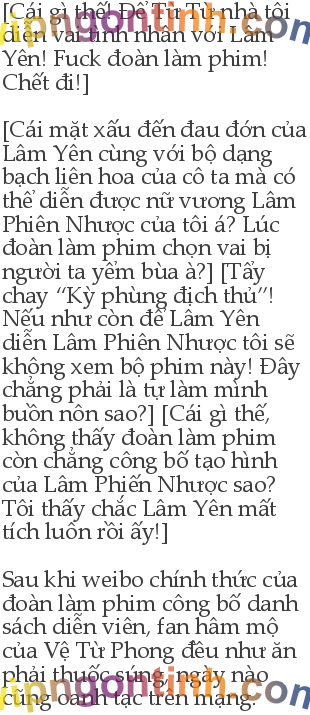 [Cái gì thế! Để Từ Từ nhà tôi
diễn vai tình nhân với Lâm
Yên! Fuck đoàn làm phim!
Chết đi!]
[Cái mặt xấu đến đau đớn của
Lâm Yên cùng với bộ dạng
bạch liên hoa của cô ta mà có
thể diễn được nữ vương Lâm
Phiên Nhược của tôi á? Lúc
đoàn làm phim chọn vai bị
người ta yểm bùa à?] [Tẩy
chay “Kỳ phùng địch thủ”!
Nếu như còn để Lâm Yên
diễn Lâm Phiên Nhược tôi sẽ
không xem bộ phim này! Đây
chẳng phải là tự làm mình
buồn nôn sao?] [Cái gì thế,
không thấy đoàn làm phim
còn chẳng công bố tạo hình
của Lâm Phiến Nhược sao?
Tôi thấy chắc Lâm Yên mất
tích luôn rồi ấy!]
Sau khi weibo chính thức của
đoàn làm phim công bố danh
sách diễn viên, fan hâm mộ
của Vệ Từ Phong đều như ăn
phải thuốc súng, ngày nào
cũng oanh tạc trên mạng.